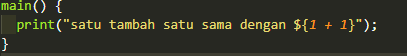 main() {
  print("satu tambah satu sama dengan ${1 + 1}");
}